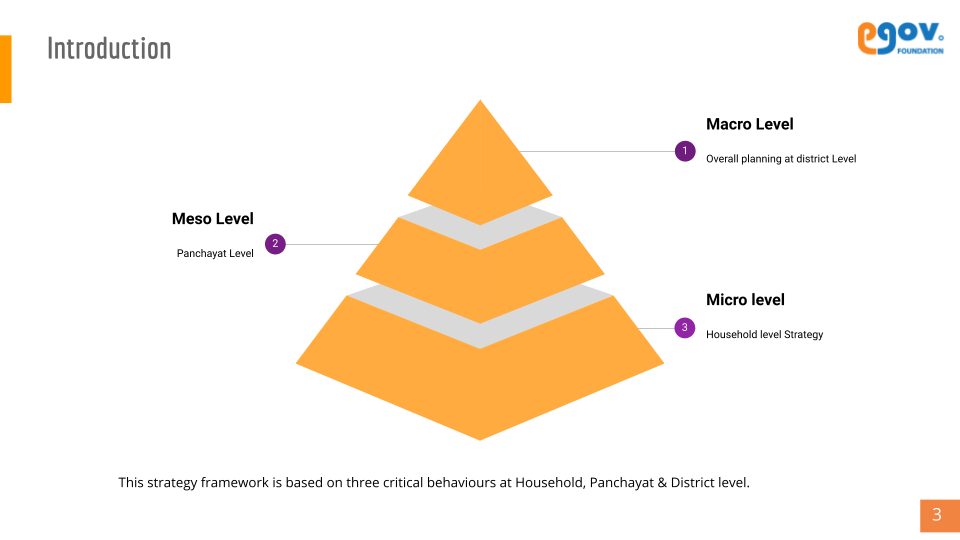 Introduction
egov.
FOUNDATION
Macro Level
1
Overall planning at district Level
Meso Level
2
Panchayat Level
Micro level
3
Household level Strategy
This strategy framework is based on three critical behaviours at Household, Panchayat & District level.
3